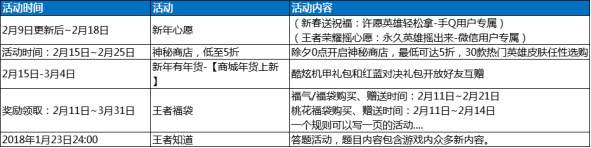 活动时间 活动 活动内容
2月9日更新后~2月18日 新年心愿 （新春送祝福：许愿英雄轻松拿-手Q用户专属）
（王者荣耀摇心愿：永久英雄摇出来-微信用户专属）
活动时间：2月15日~2月25日 神秘商店，低至5折 除夕0点开启神秘商店，最低可达5折，30款热门英雄皮肤任性选购
2月15日-3月4日 新年有年货-【商城年货上新
】 酷炫机甲礼包和红蓝对决礼包开放好友互赠
奖励领取：2月11日~3月31日 王者福袋 福气/福袋购买、赠送时间：2月11日~2月21日
桃花福袋购买、赠送时间：2月11日~2月14日
一个规则可以写一页的活动....
2018年1月23日24:00 王者知道 答题活动，题目内容包含游戏内众多新内容。